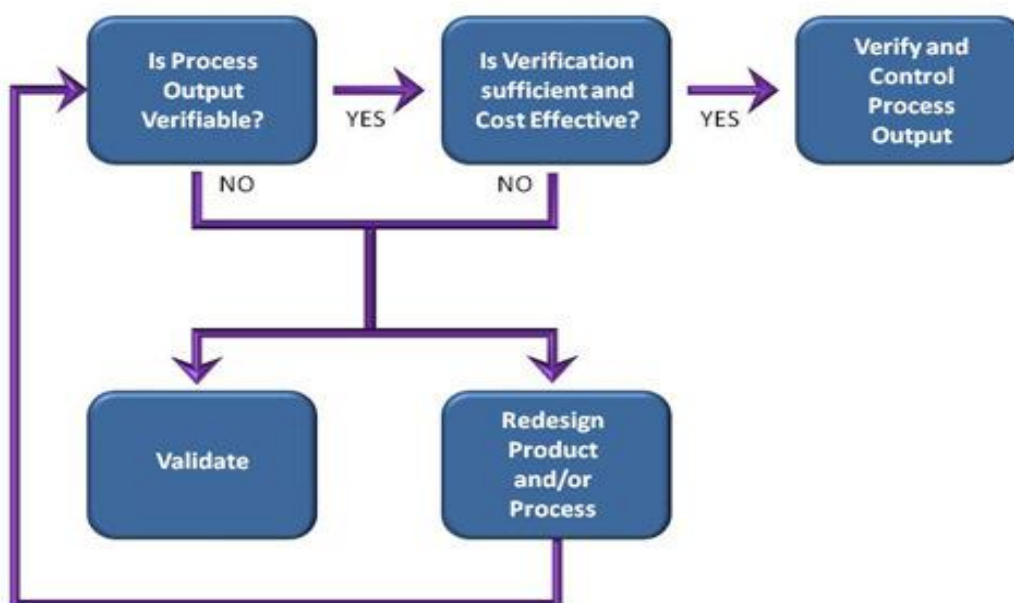 Is Process
Output
Verifiable?
YES
Is Verification
sufficient and
Cost Effective?
YES
Verify and
Control
Process
Output
NO
NO
Validate
Redesign
Product
and/or
Process